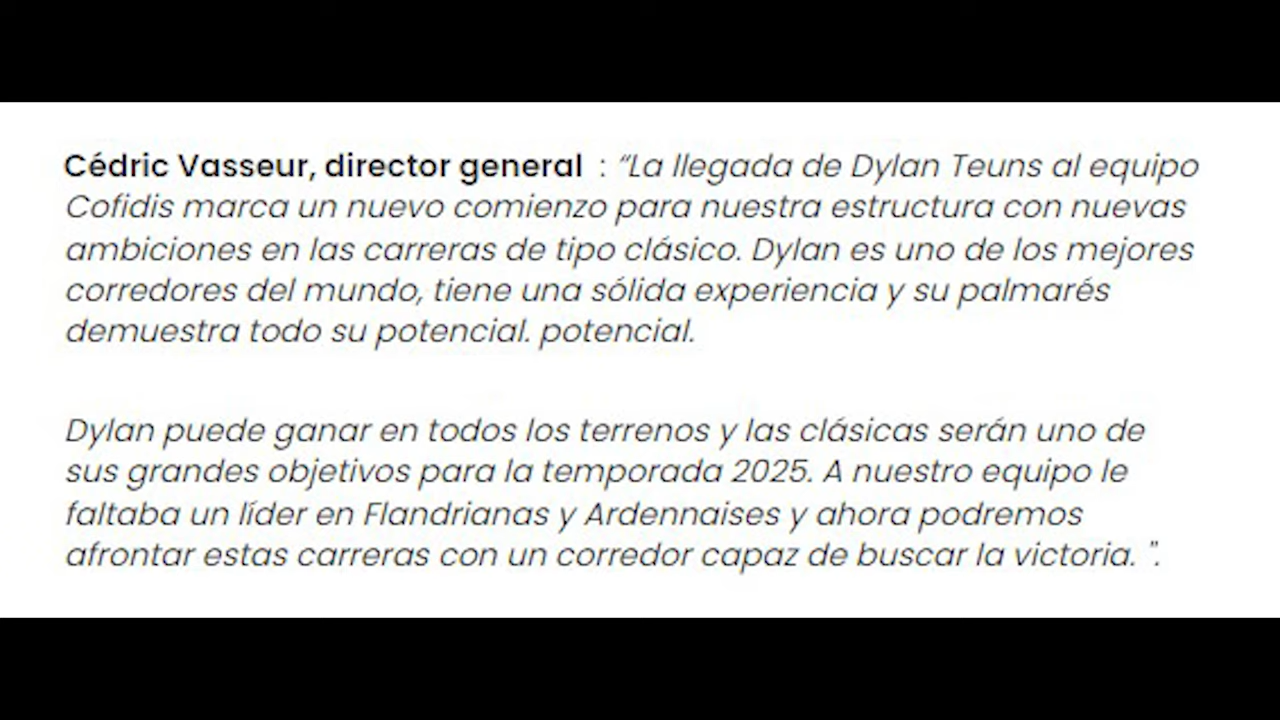 Cédric Vasseur, director general : “La llegada de Dylan Teuns al equipo
Cofidis marca un nuevo comienzo para nuestra estructura con nuevas
ambiciones en las carreras de tipo clásico. Dylan es uno de los mejores
corredores del mundo, tiene una sólida experiencia y su palmarés
demuestra todo su potencial. potencial.
Dylan puede ganar en todos los terrenos y las clásicas serán uno de
sus grandes objetivos para la temporada 2025. A nuestro equipo le
faltaba un líder en Flandrianas y Ardennaises y ahora podremos
afrontar estas carreras con un corredor capaz de buscar la victoria. ”.